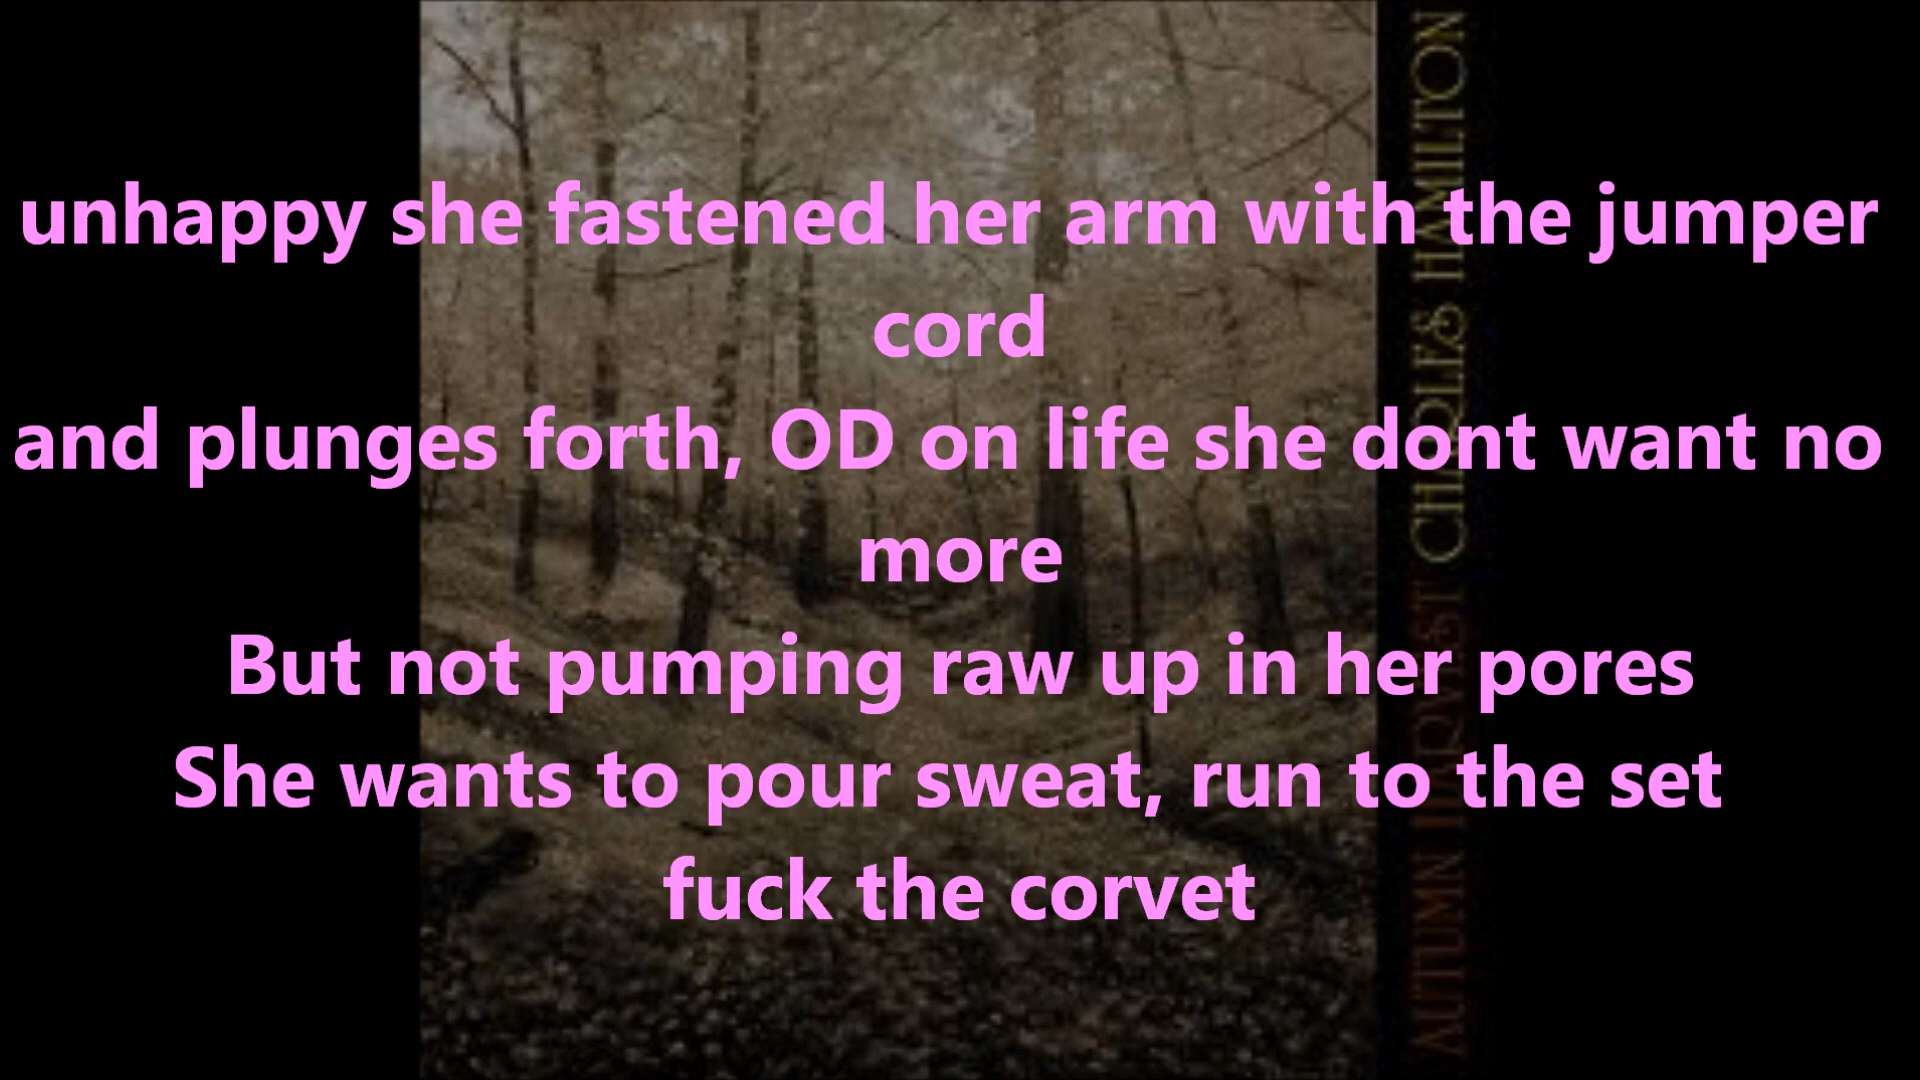 unhappy she fastened her arm with the jumper
cord
and plunges forth, OD on life she dont want no
more
But not pumping raw up in her pores
She wants to pour sweat, run to the set
fuck the corvet
AUTUMN HARVEST CHARLES HAMILTON